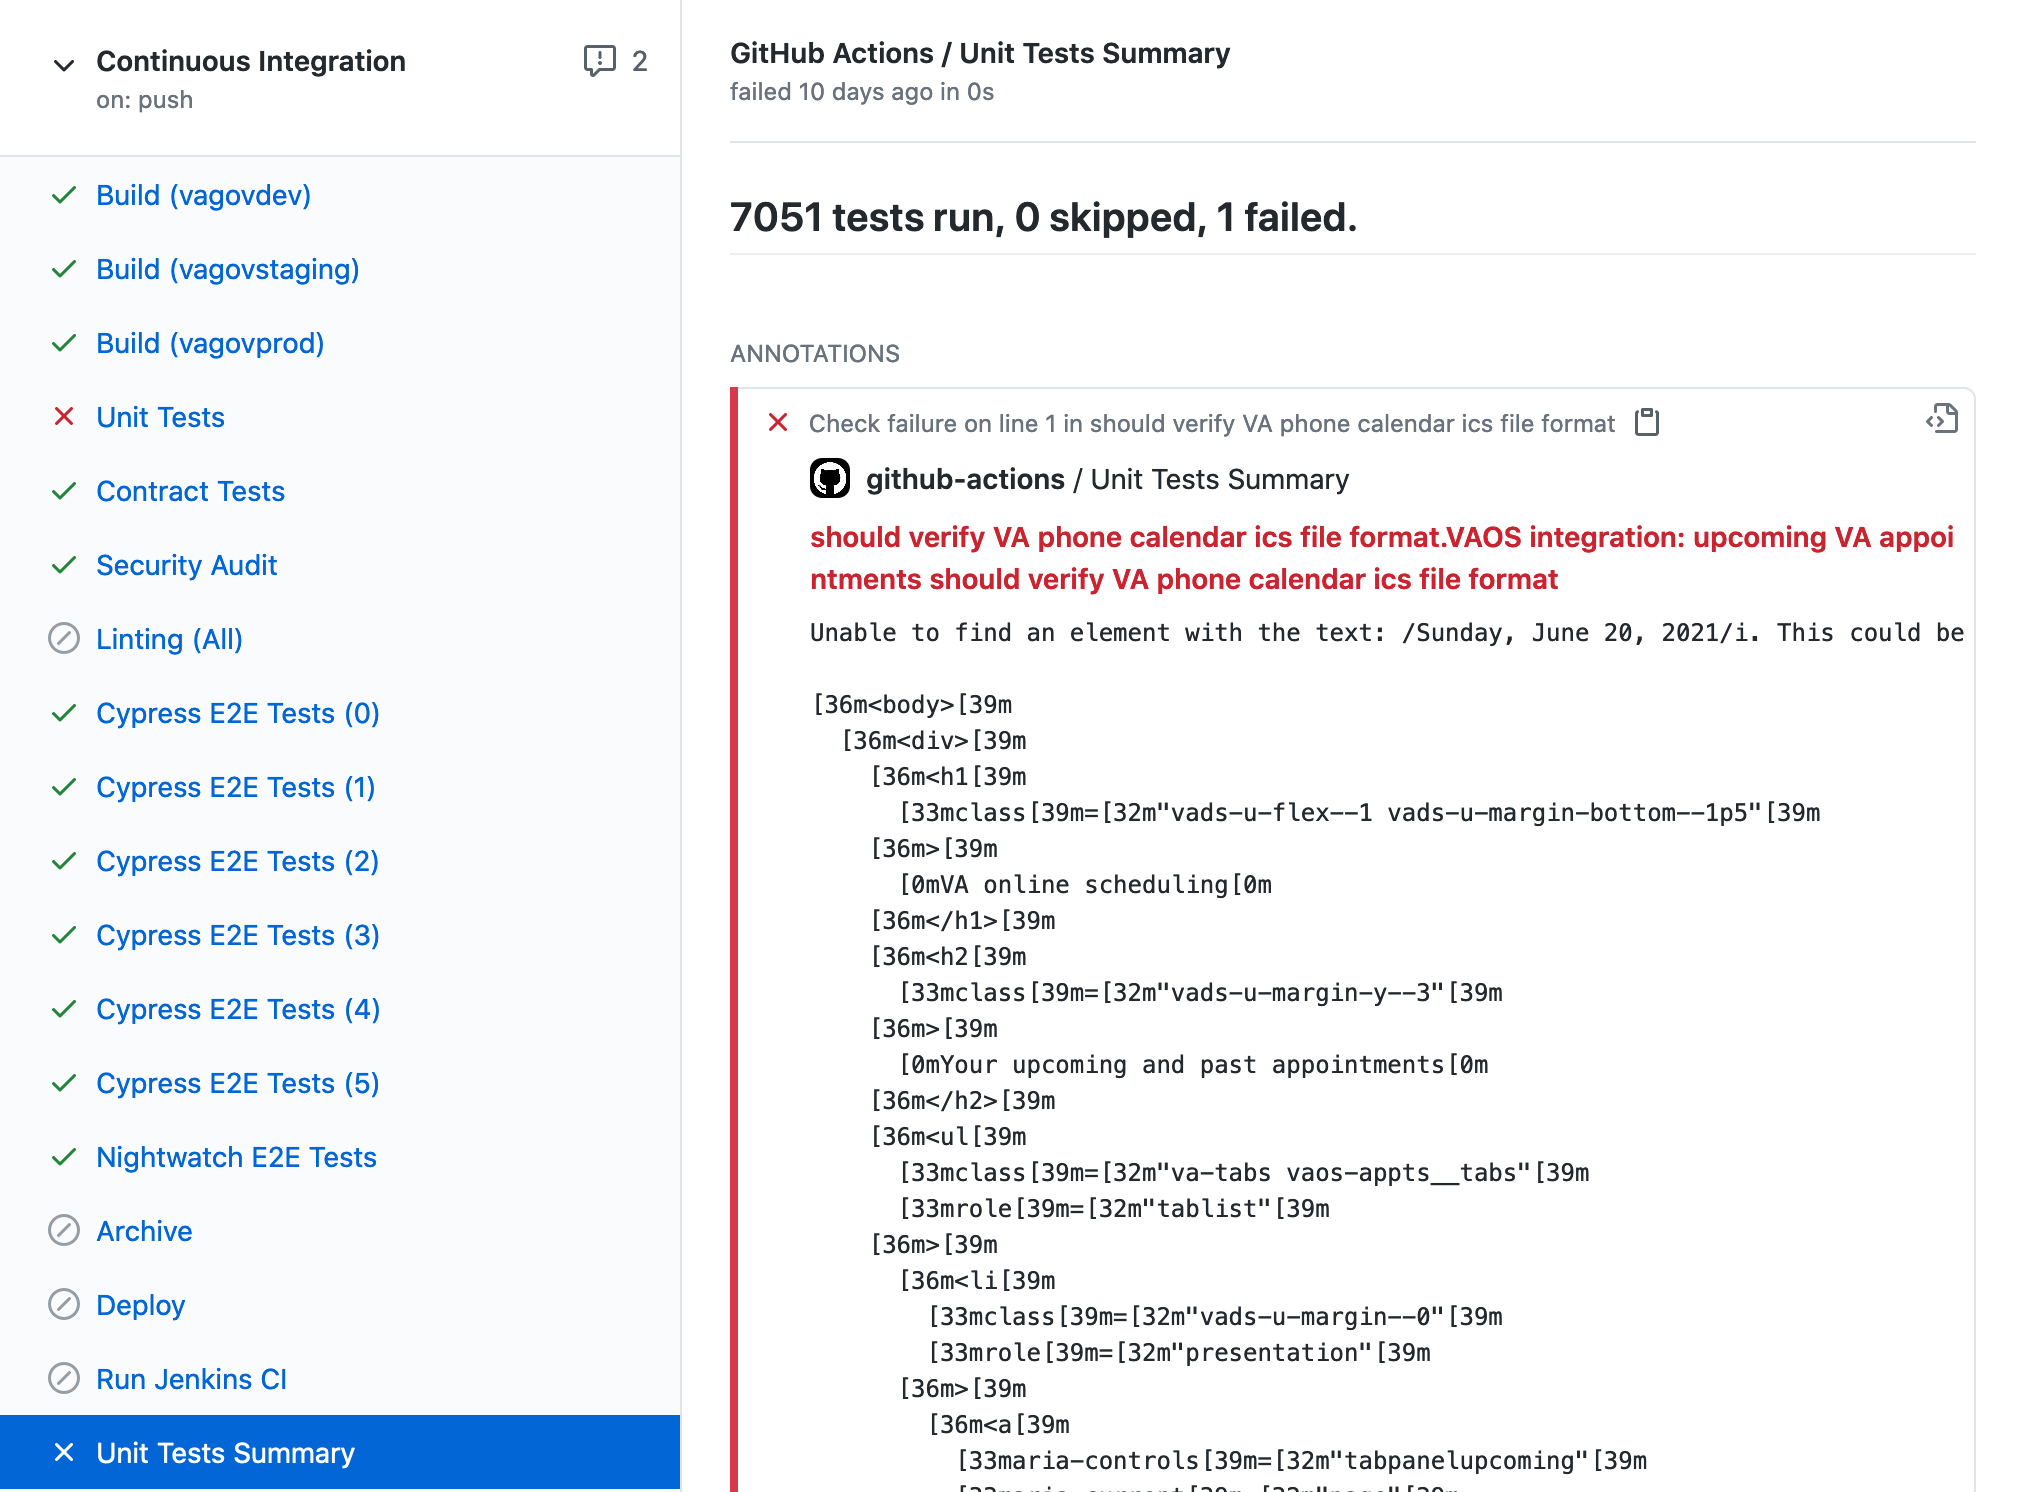 Continuous Integration
2
on: push
Build (vagovdev)
Build (vagovstaging)
Build (vagovprod)
Unit Tests
Contract Tests
Security Audit
Linting (All)
Cypress E2E Tests (0)
Cypress E2E Tests (1)
Cypress E2E Tests (2)
Cypress E2E Tests (3)
Cypress E2E Tests (4)
Cypress E2E Tests (5)
Nightwatch E2E Tests
Archive
Deploy
Run Jenkins CI
Unit Tests Summary
GitHub Actions / Unit Tests Summary
failed 10 days ago in 0s
7051 tests run, 0 skipped, 1 failed.
ANNOTATIONS
Check failure on line 1 in should verify VA phone calendar ics file format
github-actions / Unit Tests Summary
should verify VA phone calendar ics file format.VAOS integration: upcoming VA appoi
ntments should verify VA phone calendar ics file format
Unable to find an element with the text: /Sunday, June 20, 2021/i. This could be
[36m<body>[39m
[36m<div>[39m
[36m<h1[39m
[33mclass[39m=[32m"vads-u-flex--1 vads-u-margin-bottom--1p5"[39m
[36m>[39m
[0mVA online scheduling[0m
[36m</h1>[39m
[36m<h2[39m
[33mclass[39m=[32m"vads-u-margin-y--3"[39m
[36m>[39m
[0mYour upcoming and past appointments[0m
[36m</h2>[39m
[36m<ul[39m
[33mclass[39m=[32m"va-tabs vaos-appts__tabs"[39m
[33mrole[39m=[32m"tablist"[39m
[36m>[39m
[36m<li[39m
[33mclass[39m=[32m"vads-u-margin--0"[39m
[33mrole[39m=[32m"presentation"[39m
[36m>[39m
[36m<a[39m
[33maria-controls[39m=[32m"tabpanelupcoming"[39m